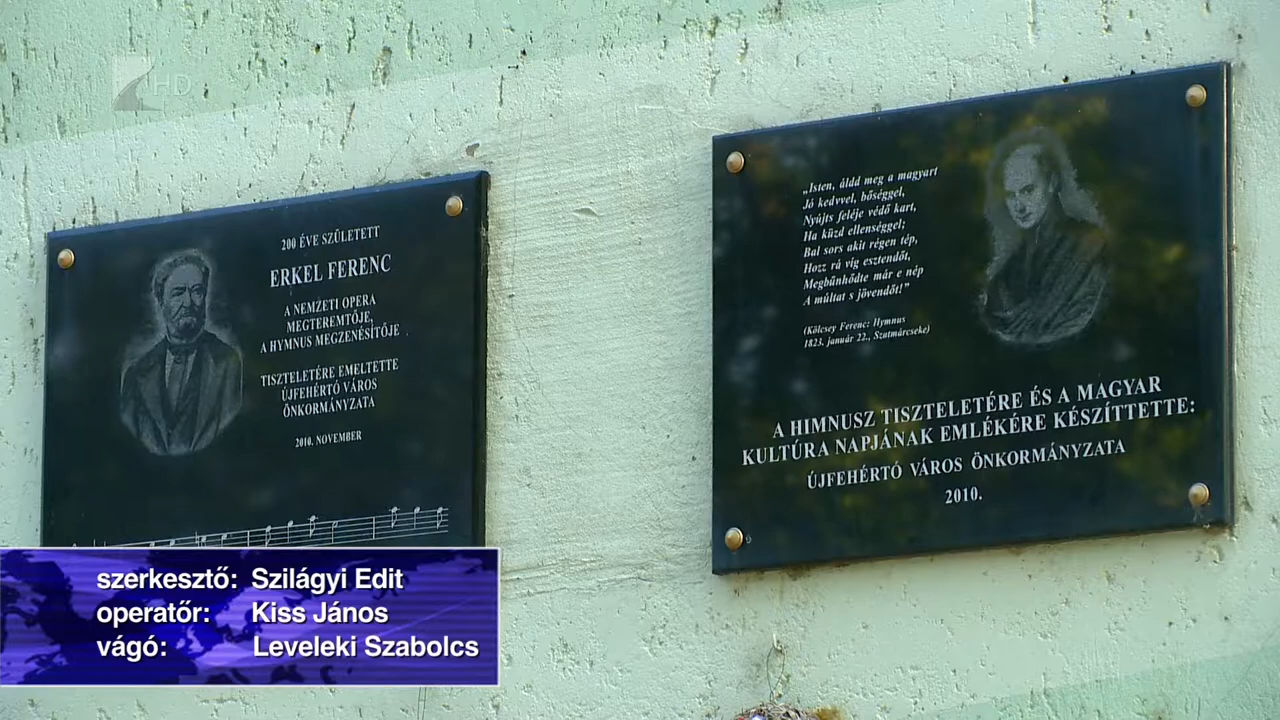 HD
200 ÉVE SZÜLETETT
ERKEL FERENC
A NEMZETI OPERA
MEGTEREMTŐJE,
A HYMNUS MEGZENÉSÍTŐJE
TISZTELETÉRE EMELTETTE
ÚJFEHÉRTÓ VÁROS
ÖNKORMÁNYZATA
2010. NOVEMBER
„Isten, áldd meg a magyart
Jó kedvvel, bőséggel,
Nyújts feléje védő kart,
Ha küzd ellenséggel;
Bal sors akit régen tép,
Hozz rá víg esztendőt,
Megbűnhődte már e nép
A múltat s jövendőt!”
(Kölcsey Ferenc: Hymnus
1823. január 22., Szatmárcseke)
A HIMNUSZ TISZTELETÉRE ÉS A MAGYAR
KULTÚRA NAPJÁNAK EMLÉKÉRE KÉSZÍTTETTE:
ÚJFEHÉRTÓ VÁROS ÖNKORMÁNYZATA
2010.
szerkesztő: Szilágyi Edit
operatőr: Kiss János
vágó: Leveleki Szabolcs